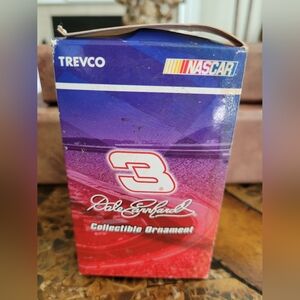 TREVCO
NASCAR
3
Dale Earnhardt
Collectible Ornament